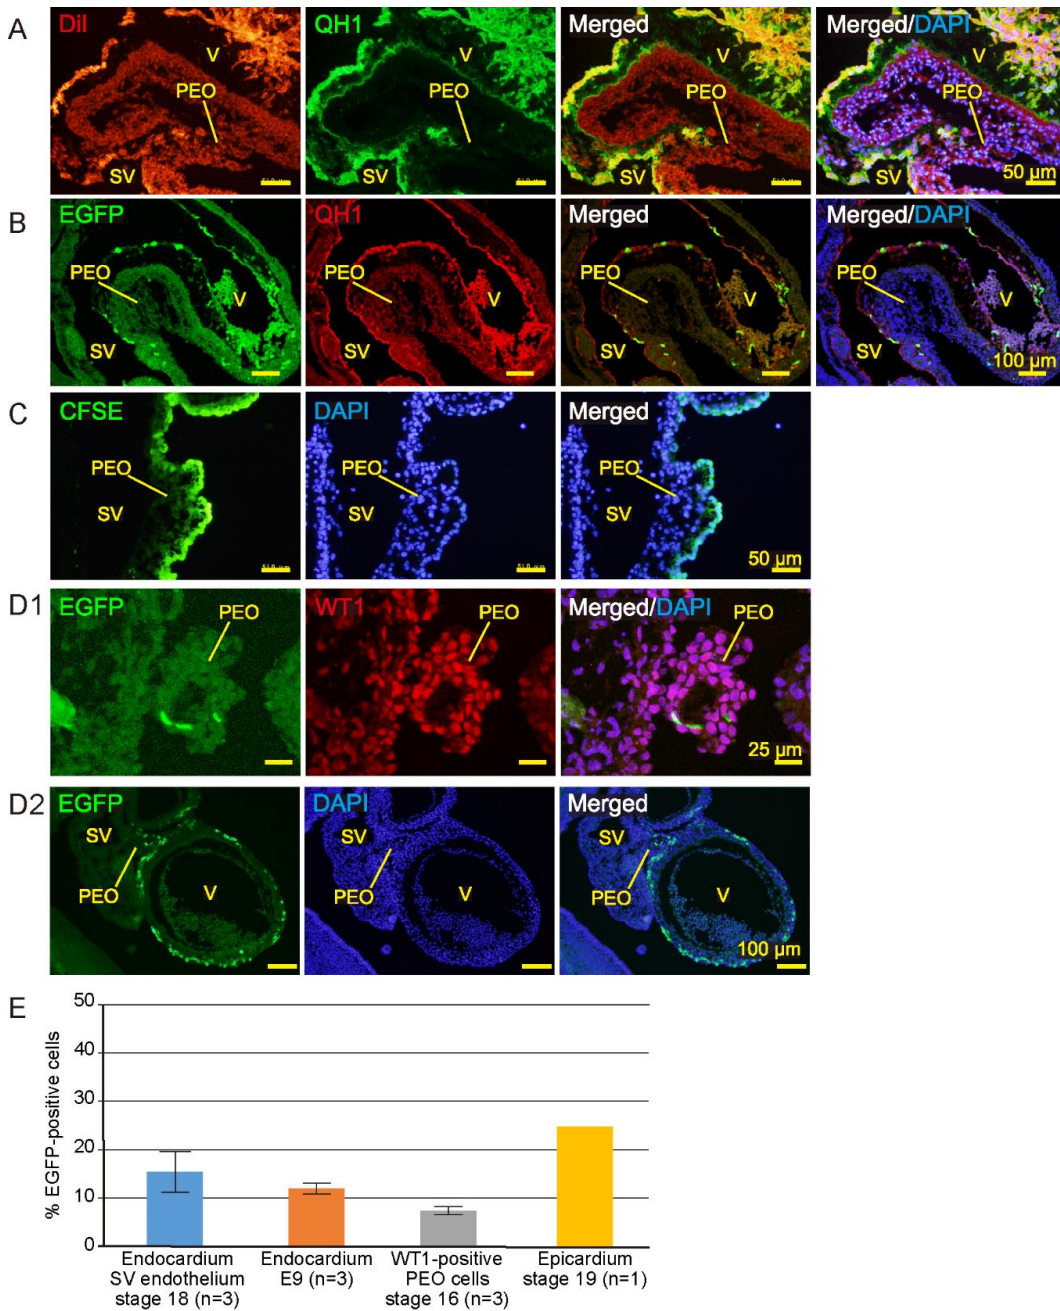 A
DiI
PEO
SV
QH1
V
PEO
SV
Merged
V
PEO
SV
Merged/DAPI
V
PEO
SV
50 µm
B
EGFP
PEO
V
SV
QH1
PEO
V
SV
Merged
PEO
V
SV
Merged/DAPI
PEO
V
SV
100 µm
C
CFSE
PEO
SV
DAPI
PEO
SV
Merged
PEO
SV
50 µm
D1
EGFP
PEO
WT1
PEO
Merged/DAPI
PEO
25 µm
D2
EGFP
SV
PEO
V
DAPI
SV
PEO
V
Merged
SV
PEO
V
100 µm
E
% EGFP-positive cells
50
40
30
20
10
0
Endocardium
SV endothelium
stage 18 (n=3)
Endocardium
E9 (n=3)
WT1-positive
PEO cells
stage 16 (n=3)
Epicardium
stage 19 (n=1)